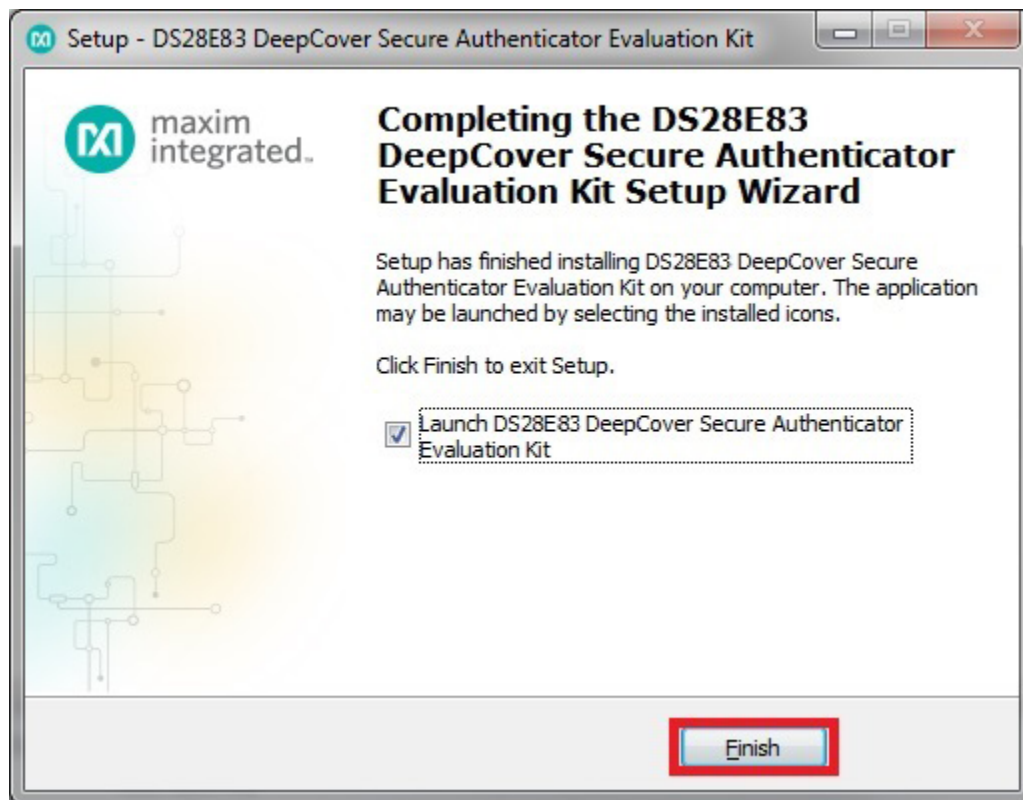 Setup - DS28E83 DeepCover Secure Authenticator Evaluation Kit
maxim
integrated™
Completing the DS28E83
DeepCover Secure Authenticator
Evaluation Kit Setup Wizard
Setup has finished installing DS28E83 DeepCover Secure
Authenticator Evaluation Kit on your computer. The application
may be launched by selecting the installed icons.
Click Finish to exit Setup.
Launch DS28E83 DeepCover Secure Authenticator
Evaluation Kit
Finish